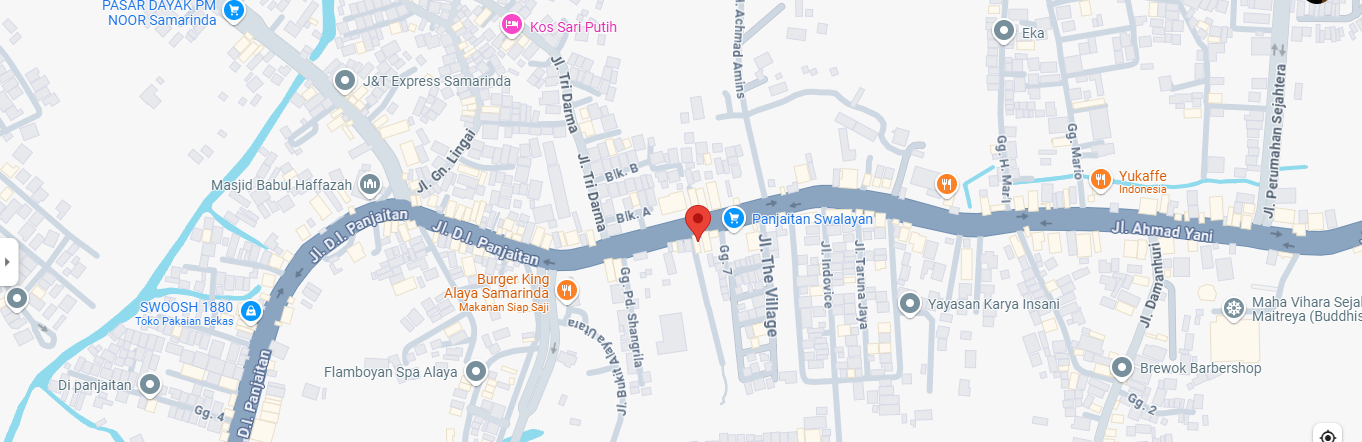 PASAR DAYAK PM
NOOR Samarinda
Kos Sari Putih
J&T Express Samarinda
Jl. Tri Darma
Jl. Achmad Amins
Eka
Jl. Perumahan Sejahtera
Gg. Mario
Gg. H. Marl
Yukaffe
Indonesia
Jl. Gn. Lingai
Masjid Babul Haffazah
Jl. Tri Darma
Blk. B
Blk. A
Jl. D.I. Panjaitan
Jl. D.I. Panjaitan
Panjaitan Swalayan
Jl. Ahmad Yani
Gg. 7
Jl. The Village
Jl. Indovice
Jl. Taruna Jaya
Gg. Pd. Shangrila
Burger King
Alaya Samarinda
Makanan Siap Saji
SWOOSH 1880
Toko Pakaian Bekas
Yayasan Karya Insani
Jl. Damanhuri
Maha Vihara Sejah
Maitreya (Buddhis
Utara
Jl. Bukit Alaya
Flamboyan Spa Alaya
Brewok Barbershop
Di panjaitan
Gg. 4
D.I. Panjaitan
Gg. 2